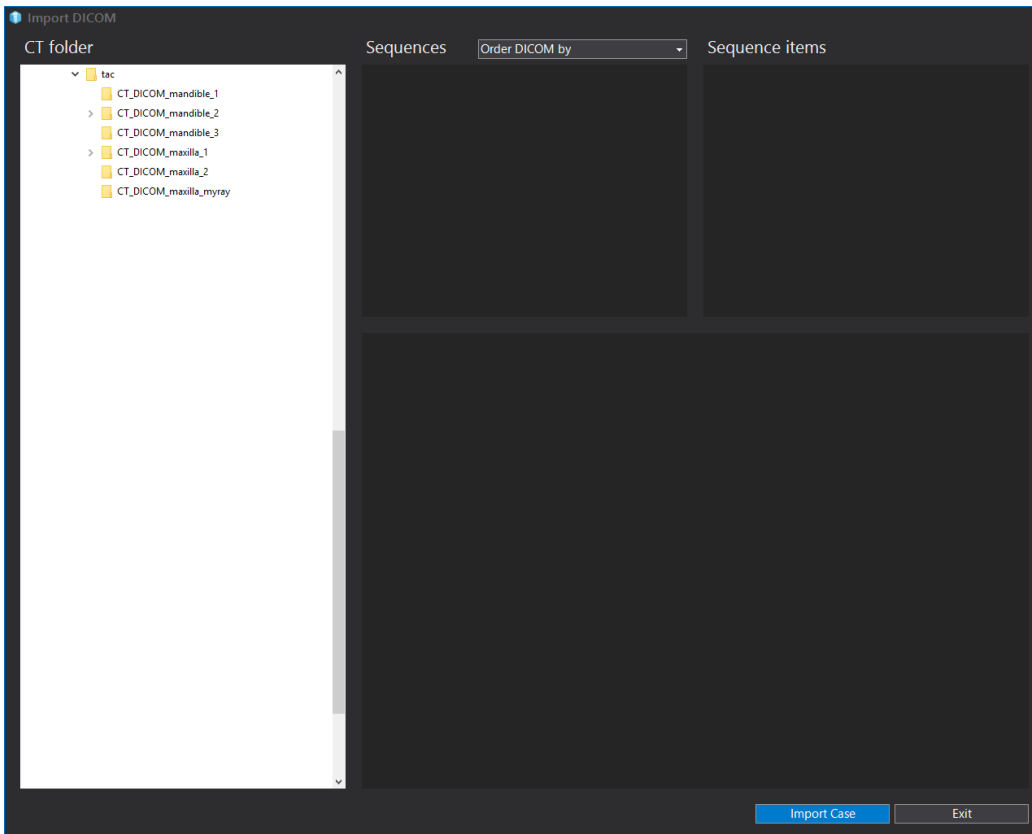 Import DICOM
CT folder
Sequences
Order DICOM by
Sequence items
tac
CT_DICOM_mandible_1
CT_DICOM_mandible_2
CT_DICOM_mandible_3
CT_DICOM_maxilla_1
CT_DICOM_maxilla_2
CT_DICOM_maxilla_myray
Import Case
Exit